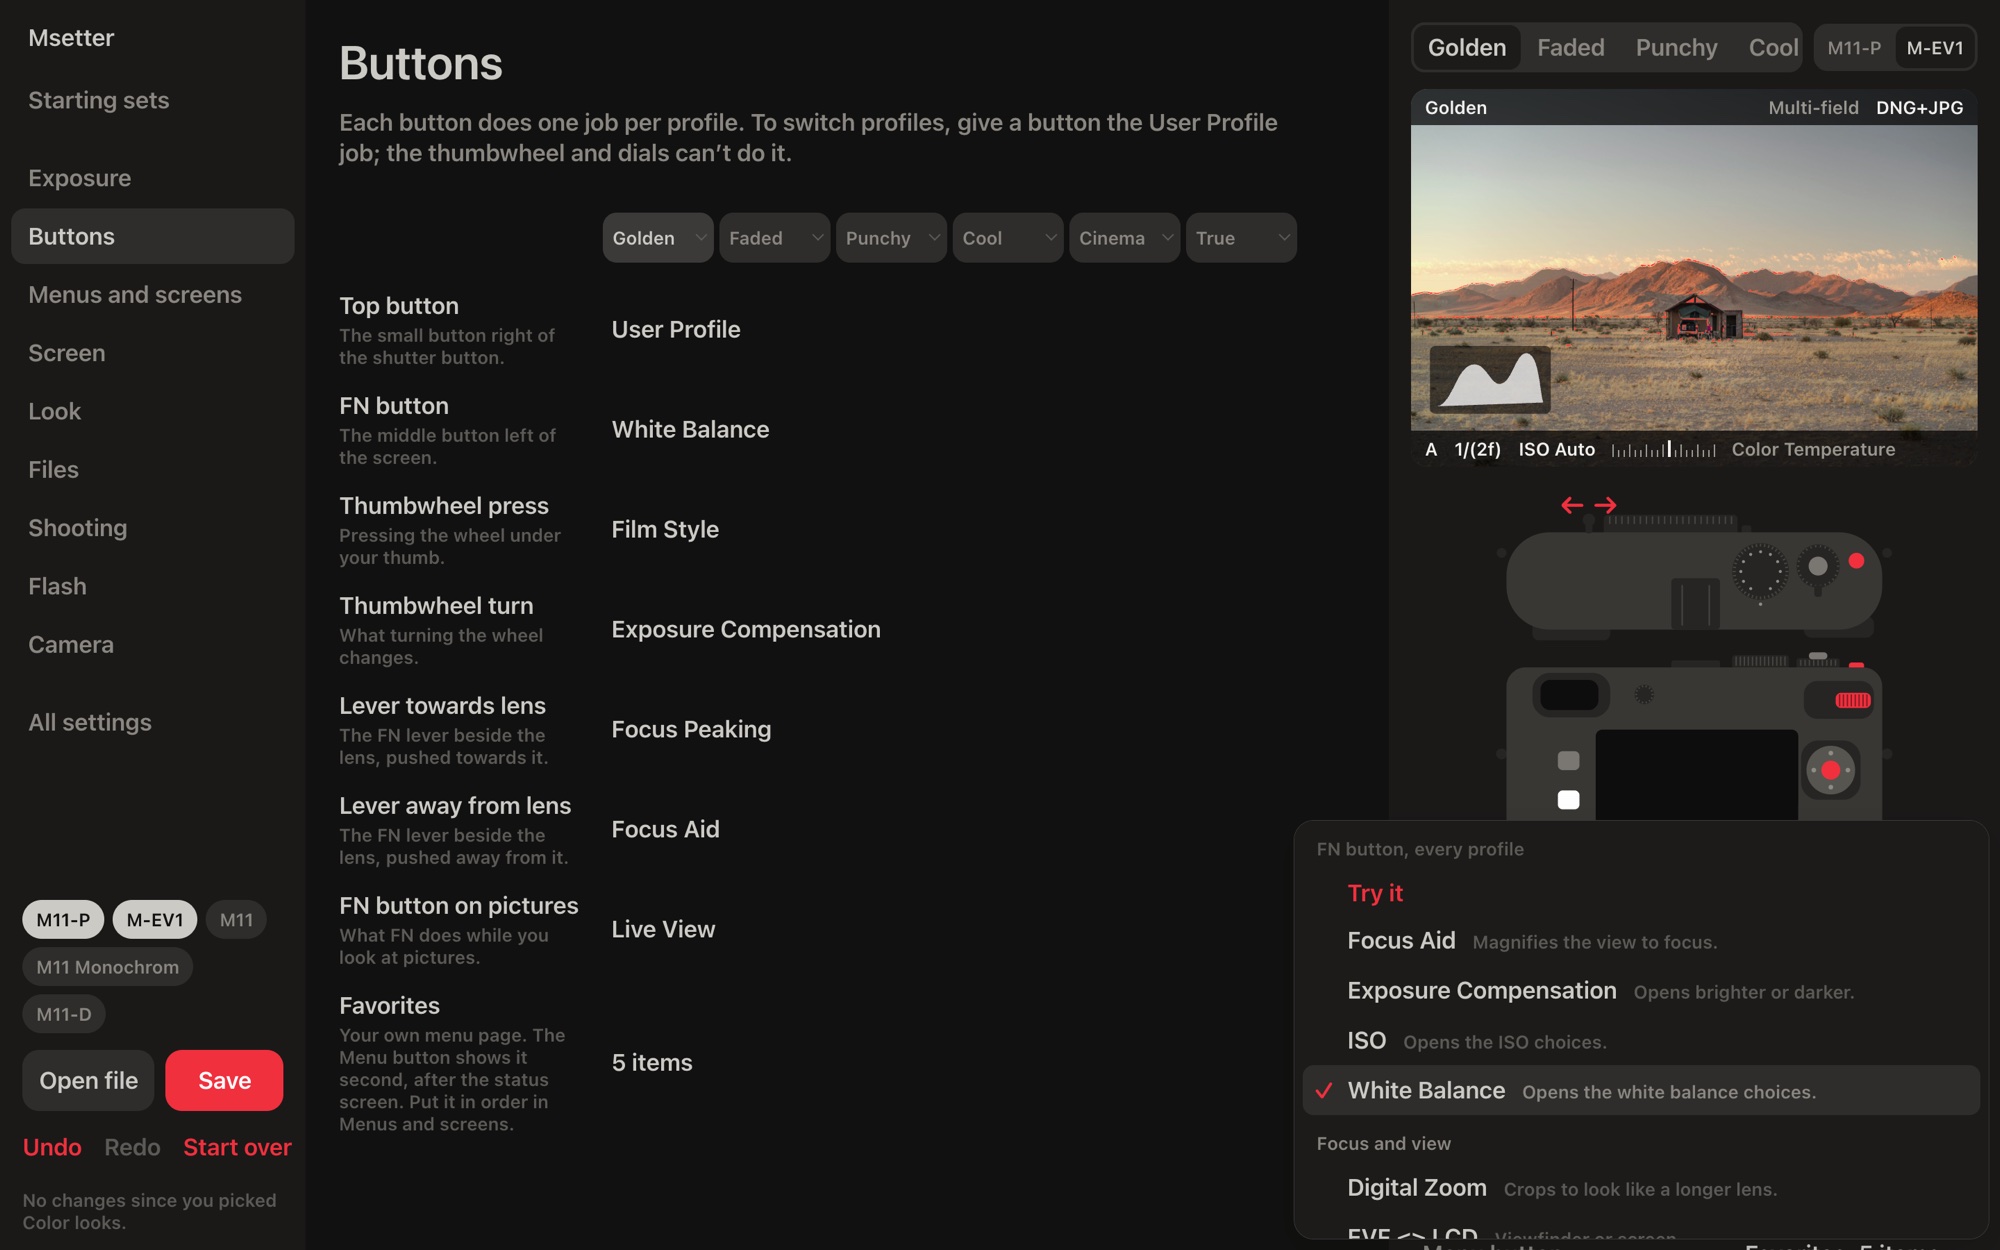 Msetter
Starting sets
Exposure
Buttons
Menus and screens
Screen
Look
Files
Shooting
Flash
Camera
All settings
M11-P M-EV1 M11
M11 Monochrom
M11-D
Open file Save
Undo Redo Start over
No changes since you picked
Color looks.
Buttons
Each button does one job per profile. To switch profiles, give a button the User Profile
job; the thumbwheel and dials can’t do it.
Golden Faded Punchy Cool Cinema True
Top button
The small button right of
the shutter button.
User Profile
FN button
The middle button left of
the screen.
White Balance
Thumbwheel press
Pressing the wheel under
your thumb.
Film Style
Thumbwheel turn
What turning the wheel
changes.
Exposure Compensation
Lever towards lens
The FN lever beside the
lens, pushed towards it.
Focus Peaking
Lever away from lens
The FN lever beside the
lens, pushed away from it.
Focus Aid
FN button on pictures
What FN does while you
look at pictures.
Live View
Favorites
Your own menu page. The
Menu button shows it
second, after the status
screen. Put it in order in
Menus and screens.
5 items
Golden Faded Punchy Cool M11-P M-EV1
Golden Multi-field DNG+JPG
A 1/(2f) ISO Auto Color Temperature
FN button, every profile
Try it
Focus Aid Magnifies the view to focus.
Exposure Compensation Opens brighter or darker.
ISO Opens the ISO choices.
White Balance Opens the white balance choices.
Focus and view
Digital Zoom Crops to look like a longer lens.
EVF <> LCD Viewfinder or screen.